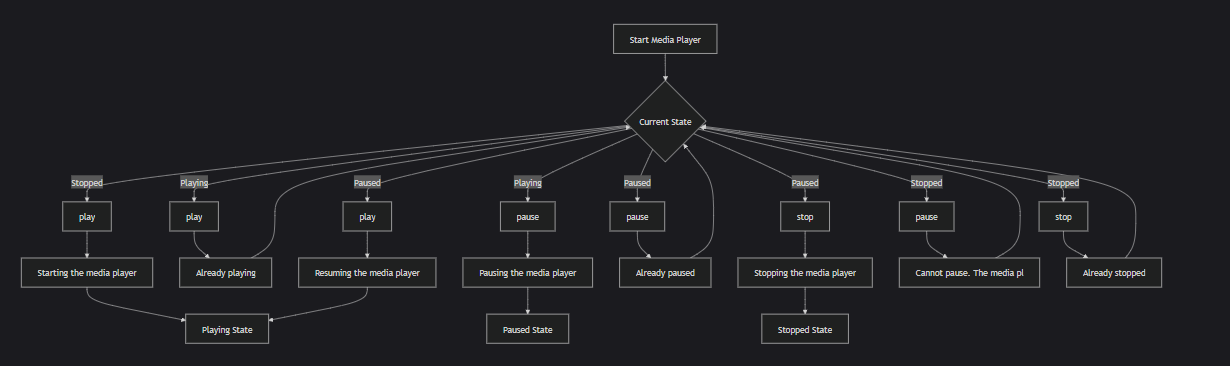 Start Media Player
Current State
Stopped
Playing
Paused
Playing
Paused
Paused
Stopped
Stopped
play
play
play
pause
pause
stop
pause
stop
Starting the media player
Already playing
Resuming the media player
Pausing the media player
Already paused
Stopping the media player
Cannot pause. The media pl
Already stopped
Playing State
Paused State
Stopped State